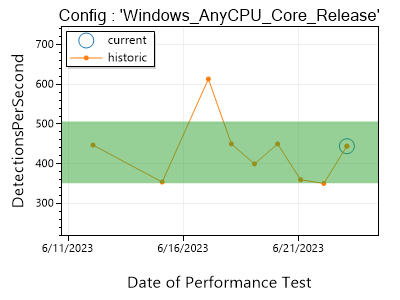 Config : 'Windows_AnyCPU_Core_Release'
current
historic
DetectionsPerSecond
700
600
500
400
300
6/11/2023
6/16/2023
6/21/2023
Date of Performance Test